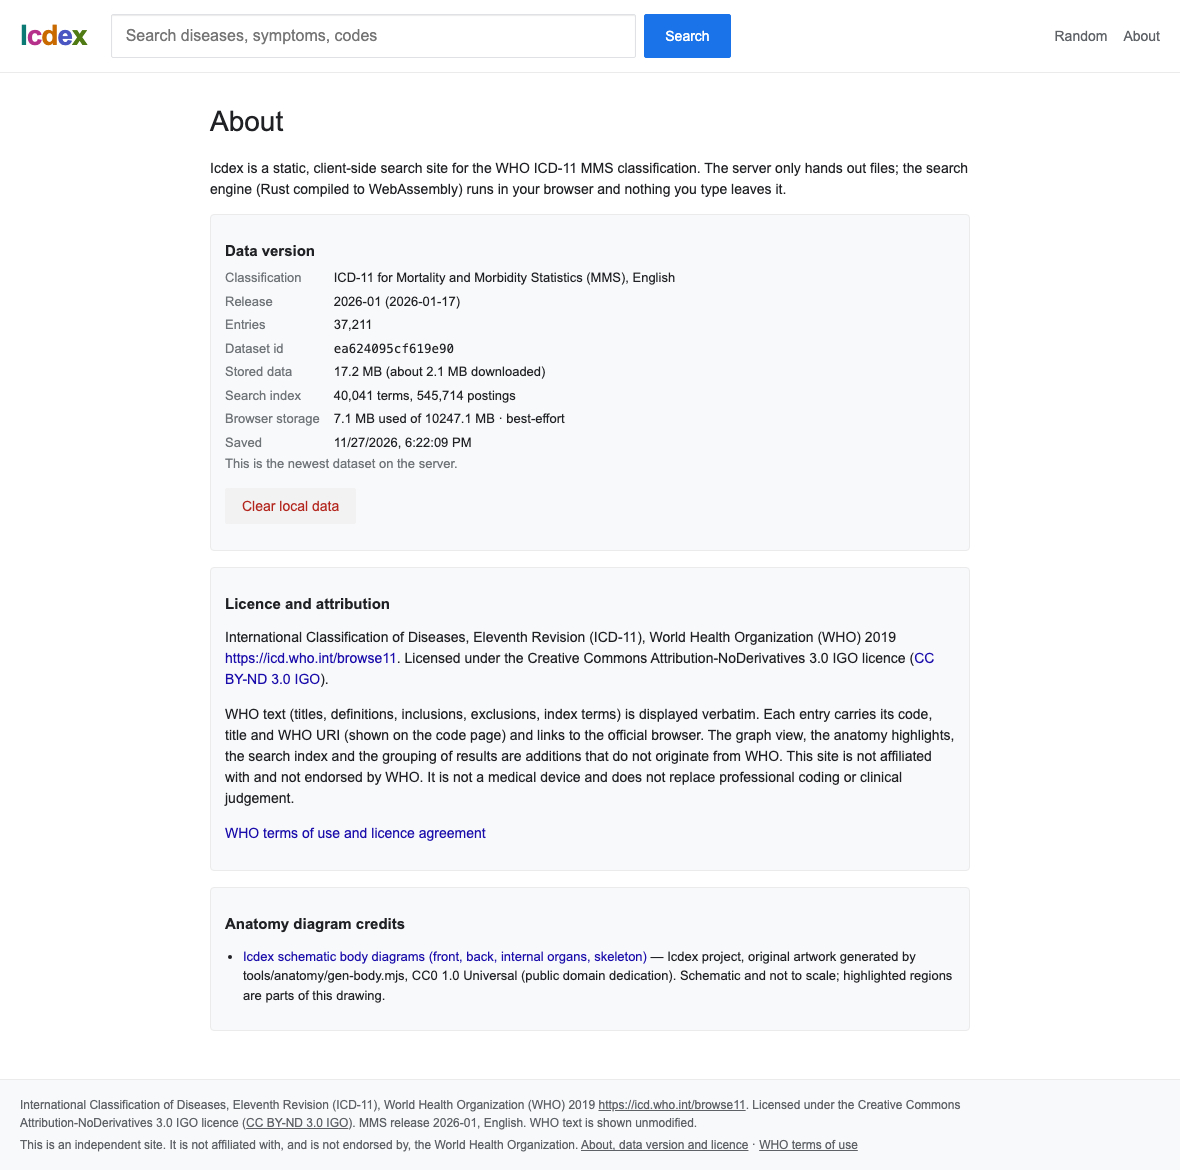 Icdex
Search diseases, symptoms, codes
Search
Random
About
About
Icdex is a static, client-side search site for the WHO ICD-11 MMS classification. The server only hands out files; the search
engine (Rust compiled to WebAssembly) runs in your browser and nothing you type leaves it.
Data version
Classification ICD-11 for Mortality and Morbidity Statistics (MMS), English
Release 2026-01 (2026-01-17)
Entries 37,211
Dataset id ea624095cf619e90
Stored data 17.2 MB (about 2.1 MB downloaded)
Search index 40,041 terms, 545,714 postings
Browser storage 7.1 MB used of 10247.1 MB · best-effort
Saved 11/27/2026, 6:22:09 PM
This is the newest dataset on the server.
Clear local data
Licence and attribution
International Classification of Diseases, Eleventh Revision (ICD-11), World Health Organization (WHO) 2019
https://icd.who.int/browse11. Licensed under the Creative Commons Attribution-NoDerivatives 3.0 IGO licence (CC
BY-ND 3.0 IGO).
WHO text (titles, definitions, inclusions, exclusions, index terms) is displayed verbatim. Each entry carries its code,
title and WHO URI (shown on the code page) and links to the official browser. The graph view, the anatomy highlights,
the search index and the grouping of results are additions that do not originate from WHO. This site is not affiliated
with and not endorsed by WHO. It is not a medical device and does not replace professional coding or clinical
judgement.
WHO terms of use and licence agreement
Anatomy diagram credits
• Icdex schematic body diagrams (front, back, internal organs, skeleton) — Icdex project, original artwork generated by
tools/anatomy/gen-body.mjs, CC0 1.0 Universal (public domain dedication). Schematic and not to scale; highlighted regions
are parts of this drawing.
International Classification of Diseases, Eleventh Revision (ICD-11), World Health Organization (WHO) 2019 https://icd.who.int/browse11. Licensed under the Creative Commons
Attribution-NoDerivatives 3.0 IGO licence (CC BY-ND 3.0 IGO). MMS release 2026-01, English. WHO text is shown unmodified.
This is an independent site. It is not affiliated with, and is not endorsed by, the World Health Organization. About, data version and licence · WHO terms of use